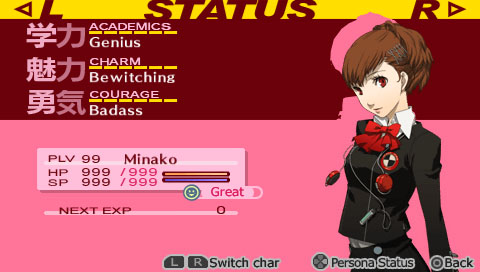 L STATUS R
学力 ACADEMICS
Genius
魅力 CHARM
Bewitching
勇気 COURAGE
Badass
PLV 99 Minako
HP 999 / 999
SP 999 / 999
Great
NEXT EXP 0
L R Switch char Persona Status Back